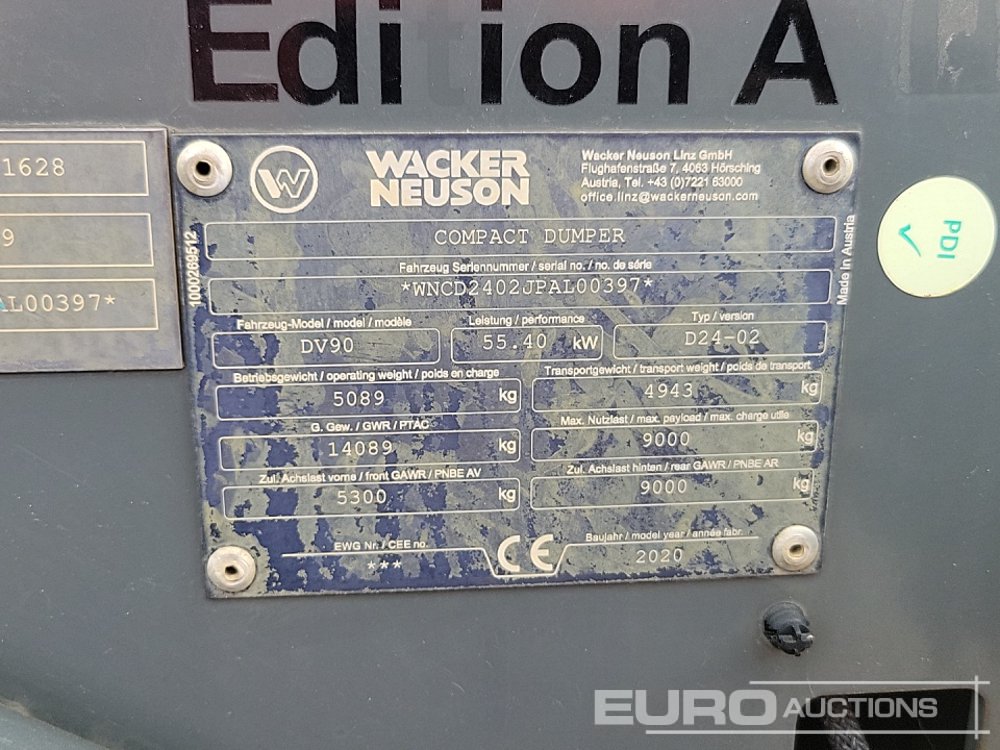 Edition A
1628
9
AL00397*
W
WACKER
NEUSON
Wacker Neuson Linz GmbH
Flughafenstraße 7, 4063 Hörsching
Austria, Tel. +43 (0)7221 63000
office.linz@wackerneuson.com
1000269512
COMPACT DUMPER
Made in Austria
Fahrzeug Seriennummer / serial no. / no. de série
*WNCD2402JPAL00397*
Fahrzeug-Model / model / modèle
DV90
Leistung / performance
55.40 kW
Typ / version
D24-02
Betriebsgewicht / operating weight / poids en charge
5089 kg
Transportgewicht / transport weight / poids de transport
4943 kg
G. Gew. / GWR / PTAC
14089 kg
Max. Nutzlast / max. payload / max. charge utile
9000 kg
Zul. Achslast vorne / front GAWR / PNBE AV
5300 kg
Zul. Achslast hinten / rear GAWR / PNBE AR
9000 kg
EWG Nr. / CEE no.
***
CE
Baujahr / model year / année fabr.
2020
PDI
EURO AUCTIONS